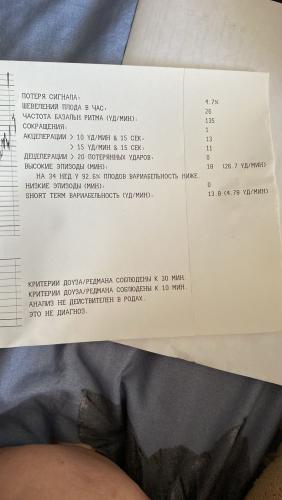 ПОТЕРЯ СИГНАЛА: 4.7%
ШЕВЕЛЕНИЙ ПЛОДА В ЧАС: 26
ЧАСТОТА БАЗАЛЬН РИТМА (УД/МИН): 135
СОКРАЩЕНИЯ: 1
АКЦЕЛЕРАЦИИ > 10 УД/МИН & 15 СЕК: 13
> 15 УД/МИН & 15 СЕК: 11
ДЕЦЕЛЕРАЦИИ > 20 ПОТЕРЯННЫХ УДАРОВ: 0
ВЫСОКИЕ ЭПИЗОДЫ (МИН): 18 (26.7 УД/МИН)
НА 34 НЕД У 92.6% ПЛОДОВ ВАРИАБЕЛЬНОСТЬ НИЖЕ.
НИЗКИЕ ЭПИЗОДЫ (МИН): 0
SHORT TERM ВАРИАБЕЛЬНОСТЬ (УД/МИН): 13.0 (4.78 УД/МИН)
КРИТЕРИИ ДОУЗА/РЕДМАНА СОБЛЮДЕНЫ К 30 МИН.
КРИТЕРИИ ДОУЗА/РЕДМАНА СОБЛЮДЕНЫ К 10 МИН.
АНАЛИЗ НЕ ДЕЙСТВИТЕЛЕН В РОДАХ.
ЭТО НЕ ДИАГНОЗ.